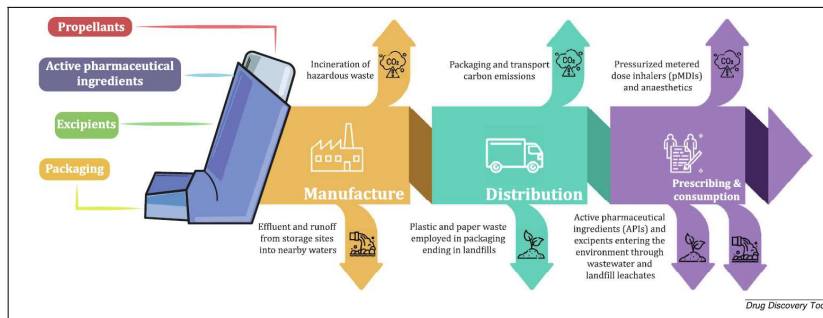 Propellants
Active pharmaceutical
ingredients
Excipients
Packaging
Incineration of
hazardous waste
CO₂
Packaging and transport
carbon emissions
CO₂
Pressurized metered
dose inhalers (pMDIs)
and anaesthetics
CO₂
Manufacture
Distribution
Prescribing &
consumption
Effluent and runoff
from storage sites
into nearby waters
Plastic and paper waste
employed in packaging
ending in landfills
Active pharmaceutical
ingredients (APIs) and
excipents entering the
environment through
wastewater and
landfill leachates
Drug Discovery Toc